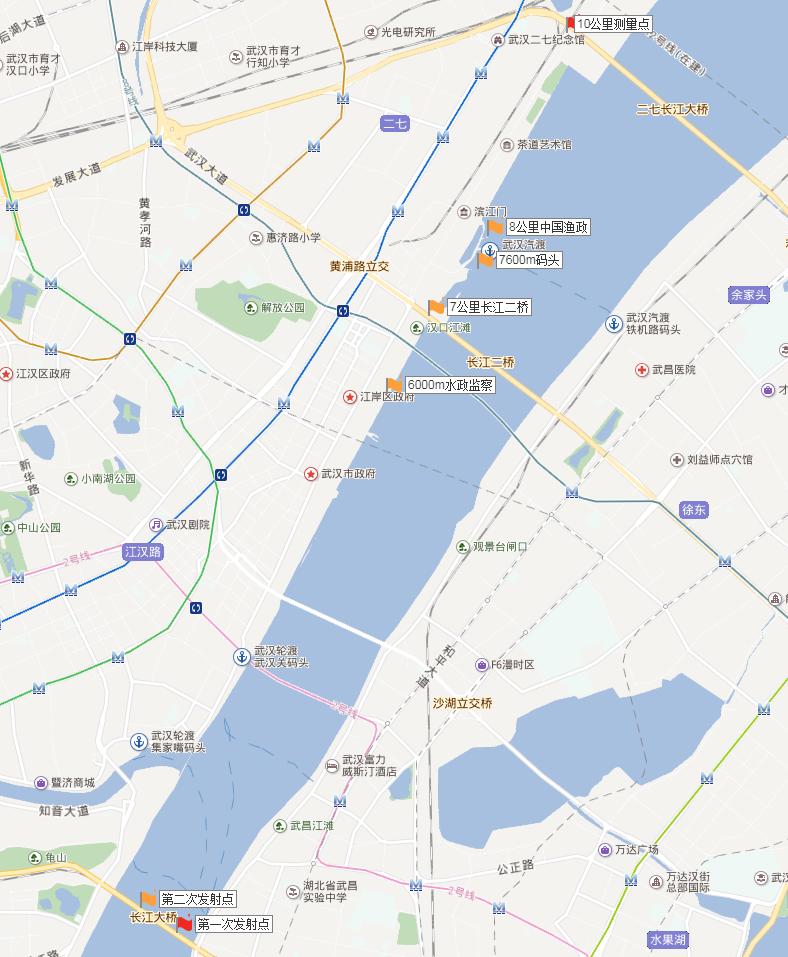 后湖大道
武汉市育才
汉口小学
江岸科技大厦
武汉市育才
行知小学
光电研究所
武汉二七纪念馆
10公里测量点
号线(在建)
二七长江大桥
二七
茶道艺术馆
发展大道
武汉大道
黄孝河路
惠济路小学
滨江门
8公里中国渔政
武汉汽渡
7600m码头
黄浦路立交
余家头
解放公园
7公里长江二桥
汉口江滩
武汉汽渡
铁机路码头
长江二桥
江汉区政府
6000m水政监察
江岸区政府
武昌医院
才
新华路
小南湖公园
武汉市政府
刘益师点穴馆
中山公园
武汉剧院
徐东
2号线
江汉路
观景台闸口
武汉轮渡
武汉关码头
和平大道
F6漫时区
2号线
沙湖立交桥
武汉轮渡
集家嘴码头
武汉富力
威斯汀酒店
暨济商城
知音大道
武昌江滩
龟山
公正路
万达广场
湖北省武昌
实验中学
2号线
万达汉街
总部国际
武汉
第二次发射点
长江大桥
第一次发射点
水果湖